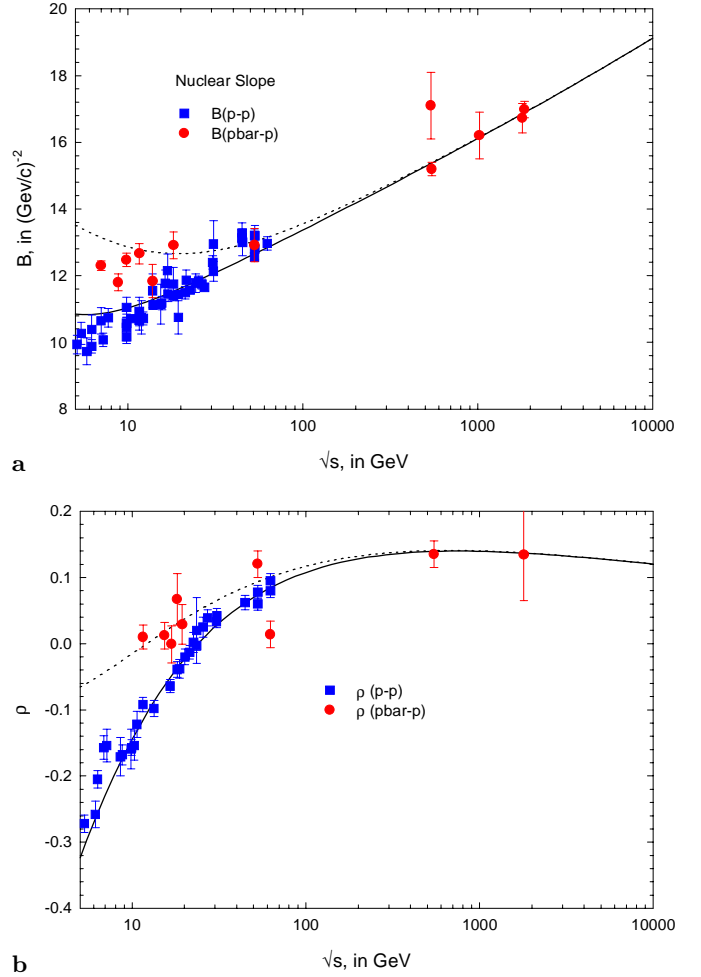 20
18
16
14
12
10
8
B, in (GeV/c)^-2
Nuclear Slope
B(p-p)
B(pbar-p)
10 100 1000 10000
√s, in GeV
a
0.2
0.1
0.0
-0.1
-0.2
-0.3
-0.4
ρ
ρ (p-p)
ρ (pbar-p)
10 100 1000 10000
√s, in GeV
b